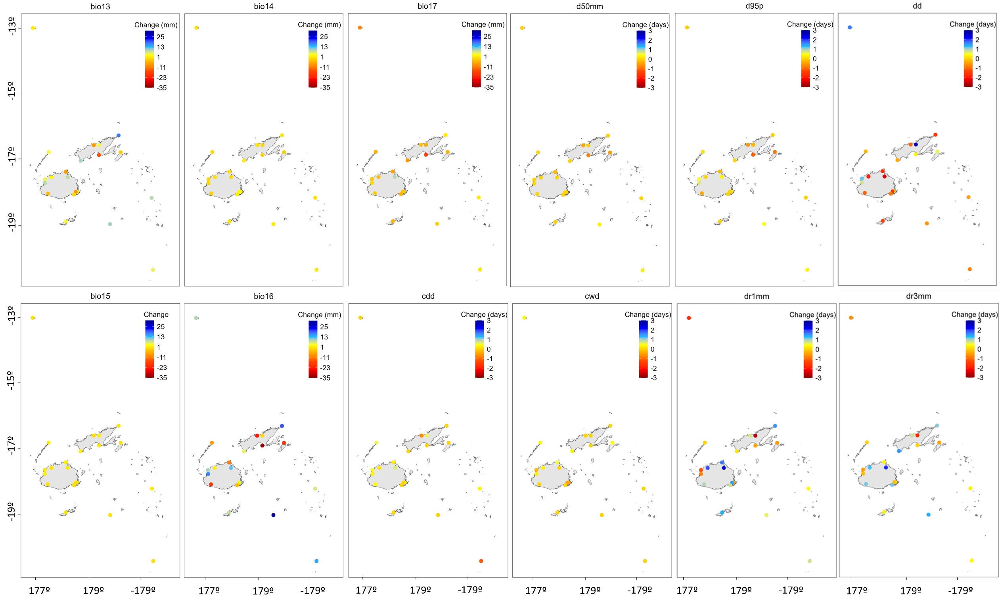 bio13
bio14
bio17
d50mm
d95p
dd
Change (mm)
25
13
1
-11
-23
-35
Change (mm)
25
13
1
-11
-23
-35
Change (mm)
25
13
1
-11
-23
-35
Change (days)
3
2
1
0
-1
-2
-3
Change (days)
3
2
1
0
-1
-2
-3
Change (days)
3
2
1
0
-1
-2
-3
-13º
-15º
-17º
-19º
bio15
bio16
cdd
cwd
dr1mm
dr3mm
Change
25
13
1
-11
-23
-35
Change (mm)
25
13
1
-11
-23
-35
Change (days)
3
2
1
0
-1
-2
-3
Change (days)
3
2
1
0
-1
-2
-3
Change (days)
3
2
1
0
-1
-2
-3
Change (days)
3
2
1
0
-1
-2
-3
-13º
-15º
-17º
-19º
177º 179º -179º
177º 179º -179º
177º 179º -179º
177º 179º -179º
177º 179º -179º
177º 179º -179º